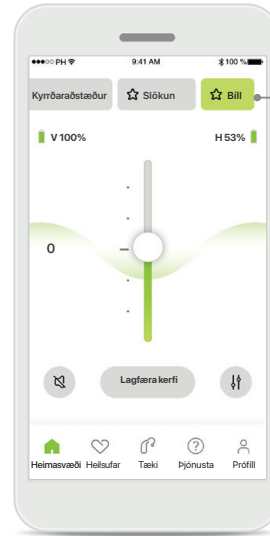 PH 9:41 AM 100 %
Kyrrðaraðstæður Slökun Bíll
V 100% H 53%
0
Lagfæra kerfi
Heimasvæði Heilsufar Tæki Þjónusta Prófíll